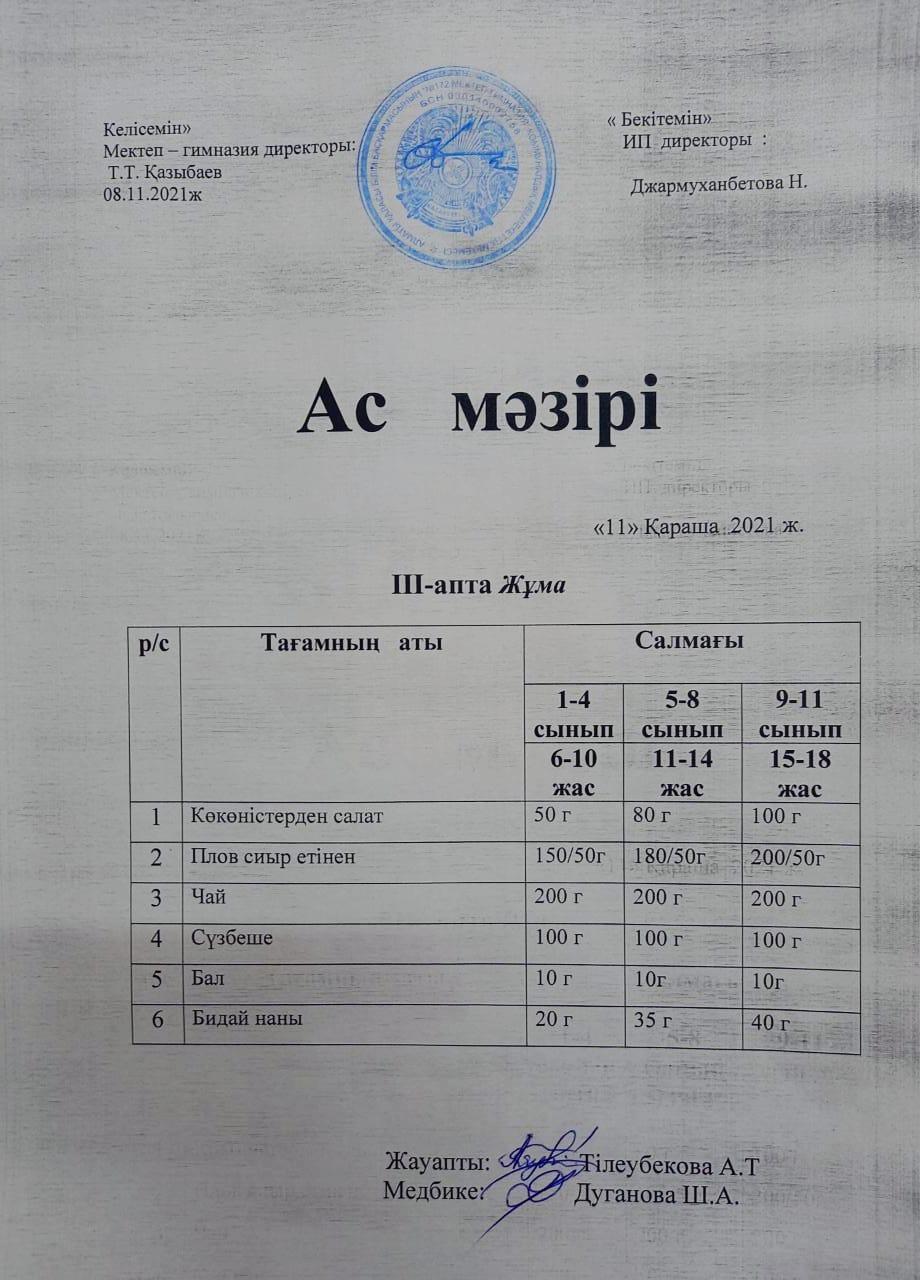 Келісемін»
Мектеп – гимназия директоры:
Т.Т. Қазыбаев
08.11.2021ж
« Бекітемін»
ИП директоры :
Джармуханбетова Н.
Ас мәзірі
«11» Қараша 2021 ж.
III-апта Жұма
р/с Тағамның аты Салмағы
1-4 сынып 5-8 сынып 9-11 сынып
6-10 жас 11-14 жас 15-18 жас
1 Көкөністерден салат 50 г 80 г 100 г
2 Плов сиыр етінен 150/50г 180/50г 200/50г
3 Чай 200 г 200 г 200 г
4 Сүзбеше 100 г 100 г 100 г
5 Бал 10 г 10г 10г
6 Бидай наны 20 г 35 г 40 г
Жауапты: Тілеубекова А.Т
Медбике: Дуганова Ш.А.